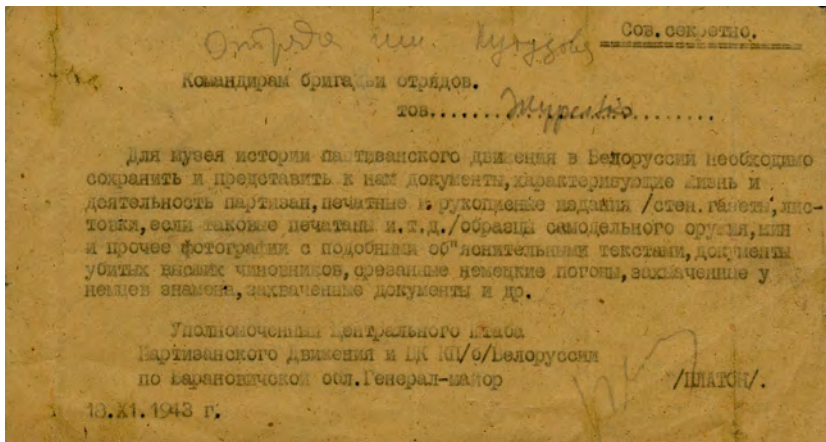 Сов.секретно.
Отряда им. Кутузова
Командирам бригад и отрядов.
тов..........Журавко..........
Для музея истории партизанского движения в Белоруссии необходимо
сохранить и представить к нам документы,характеризующие жизнь и
деятельность партизан,печатные и рукописные издания /стен.газеты,лис-
товки,если таковые печатаны и.т.д./образцы самодельного оружия,мин
и прочее фотографии с подобными об"яснительными текстами,документы
убитых высших чиновников,срезанные немецкие погоны,захваченные у
немцев знамена,захваченные документы и др.
Уполномоченный Центрального Штаба
Партизанского Движения и ЦК КП/б/Белоруссии
по Барановичской обл.Генерал-майор /ПЛАТОН/.
18.XI.1943 г.